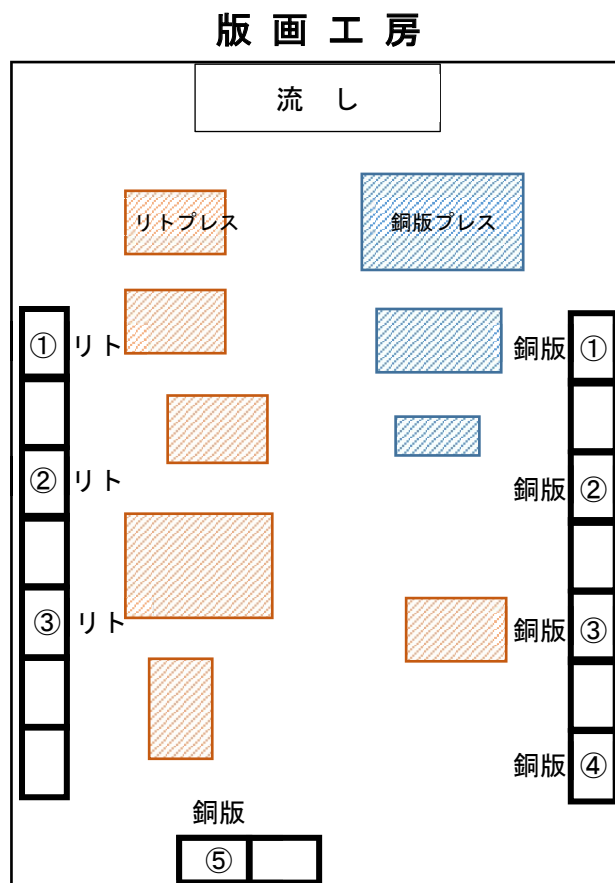 版画工房
流し
リトプレス
銅版プレス
① リト
銅版 ①
② リト
銅版 ②
③ リト
銅版 ③
銅版 ④
銅版
⑤